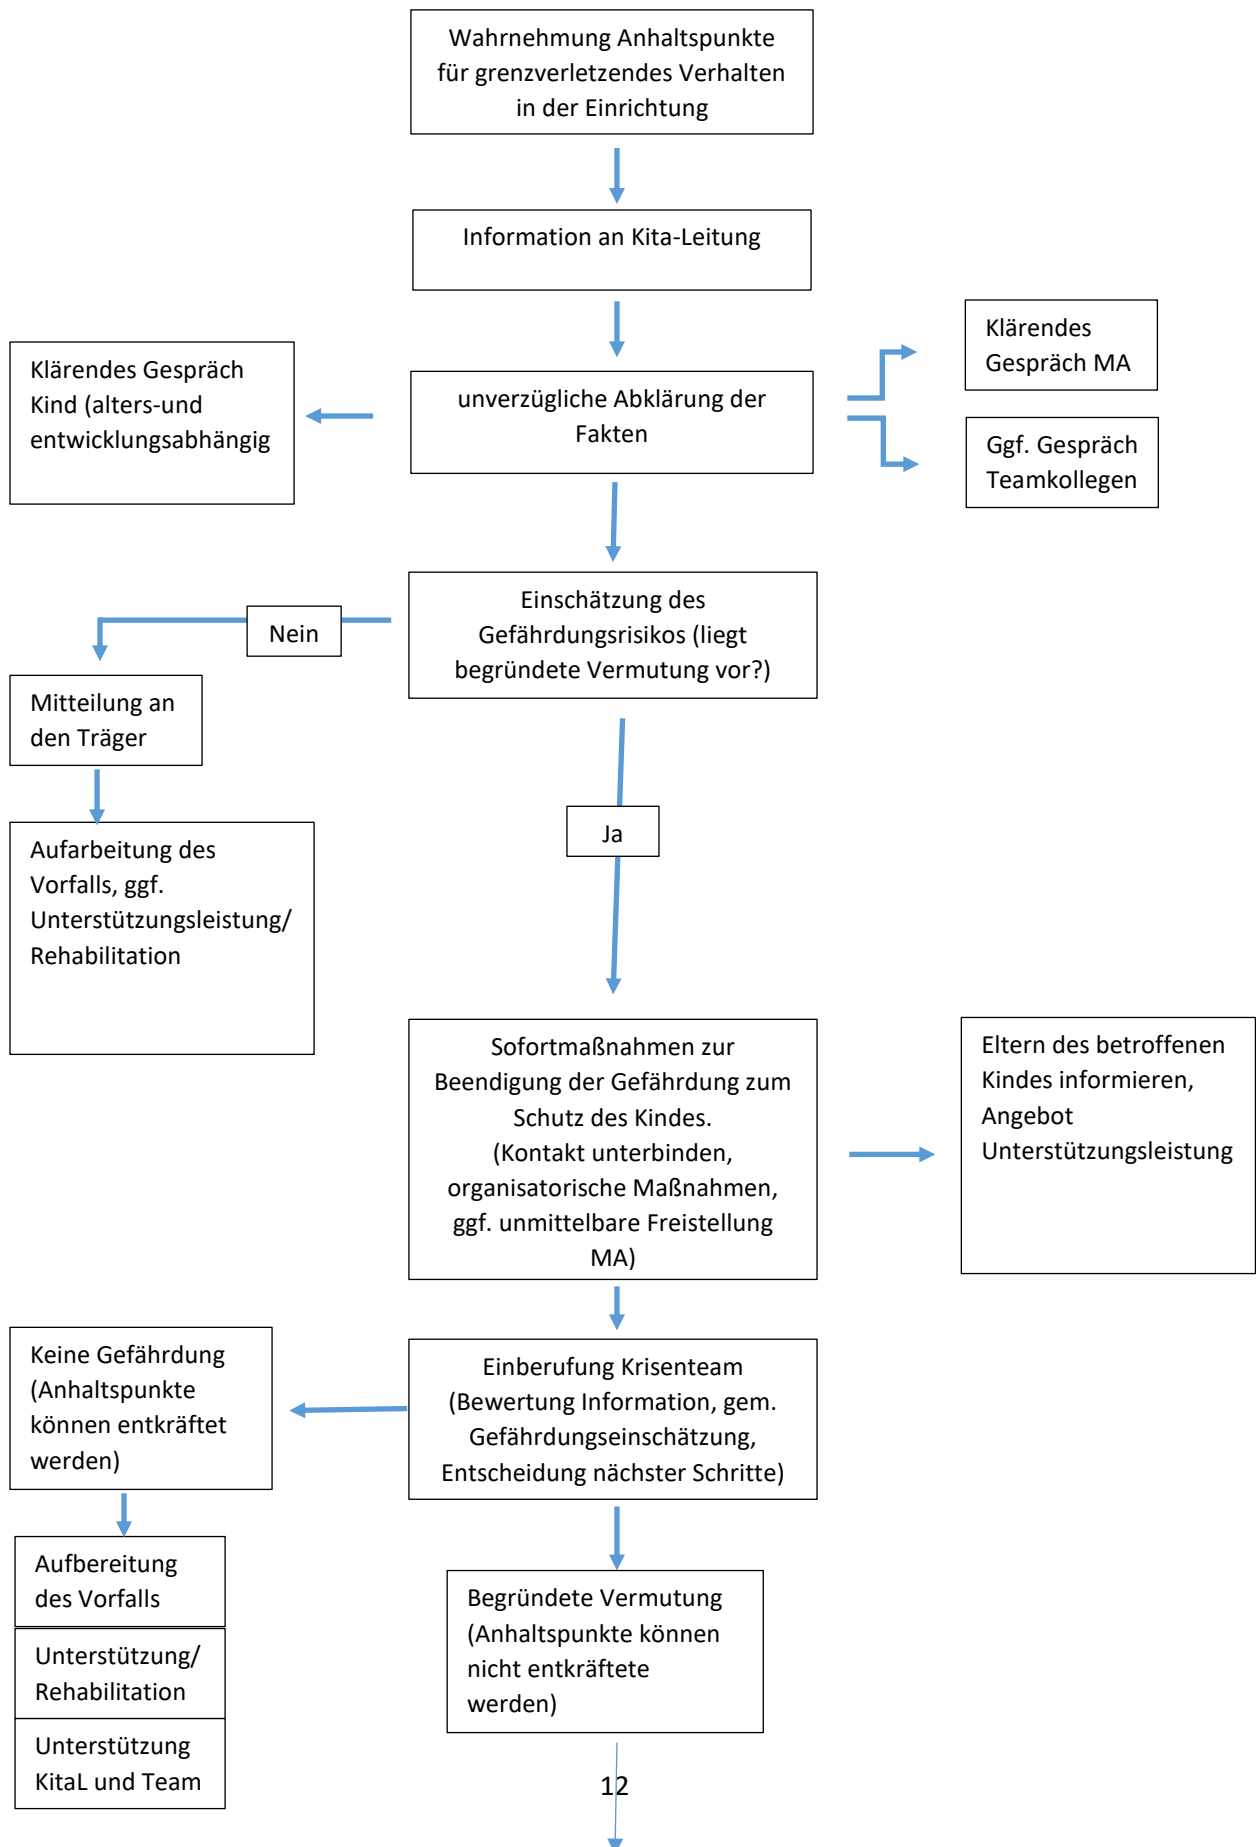 Wahrnehmung Anhaltspunkte
für grenzverletzendes Verhalten
in der Einrichtung
Information an Kita-Leitung
Klärendes
Gespräch MA
Klärendes Gespräch
Kind (alters-und
entwicklungsabhängig
unverzügliche Abklärung der
Fakten
Ggf. Gespräch
Teamkollegen
Einschätzung des
Gefährdungsrisikos (liegt
begründete Vermutung vor?)
Nein
Mitteilung an
den Träger
Ja
Aufarbeitung des
Vorfalls, ggf.
Unterstützungsleistung/
Rehabilitation
Sofortmaßnahmen zur
Beendigung der Gefährdung zum
Schutz des Kindes.
(Kontakt unterbinden,
organisatorische Maßnahmen,
ggf. unmittelbare Freistellung
MA)
Eltern des betroffenen
Kindes informieren,
Angebot
Unterstützungsleistung
Keine Gefährdung
(Anhaltspunkte
können entkräftet
werden)
Einberufung Krisenteam
(Bewertung Information, gem.
Gefährdungseinschätzung,
Entscheidung nächster Schritte)
Aufbereitung
des Vorfalls
Unterstützung/
Rehabilitation
Unterstützung
KitaL und Team
Begründete Vermutung
(Anhaltspunkte können
nicht entkräftete
werden)
12